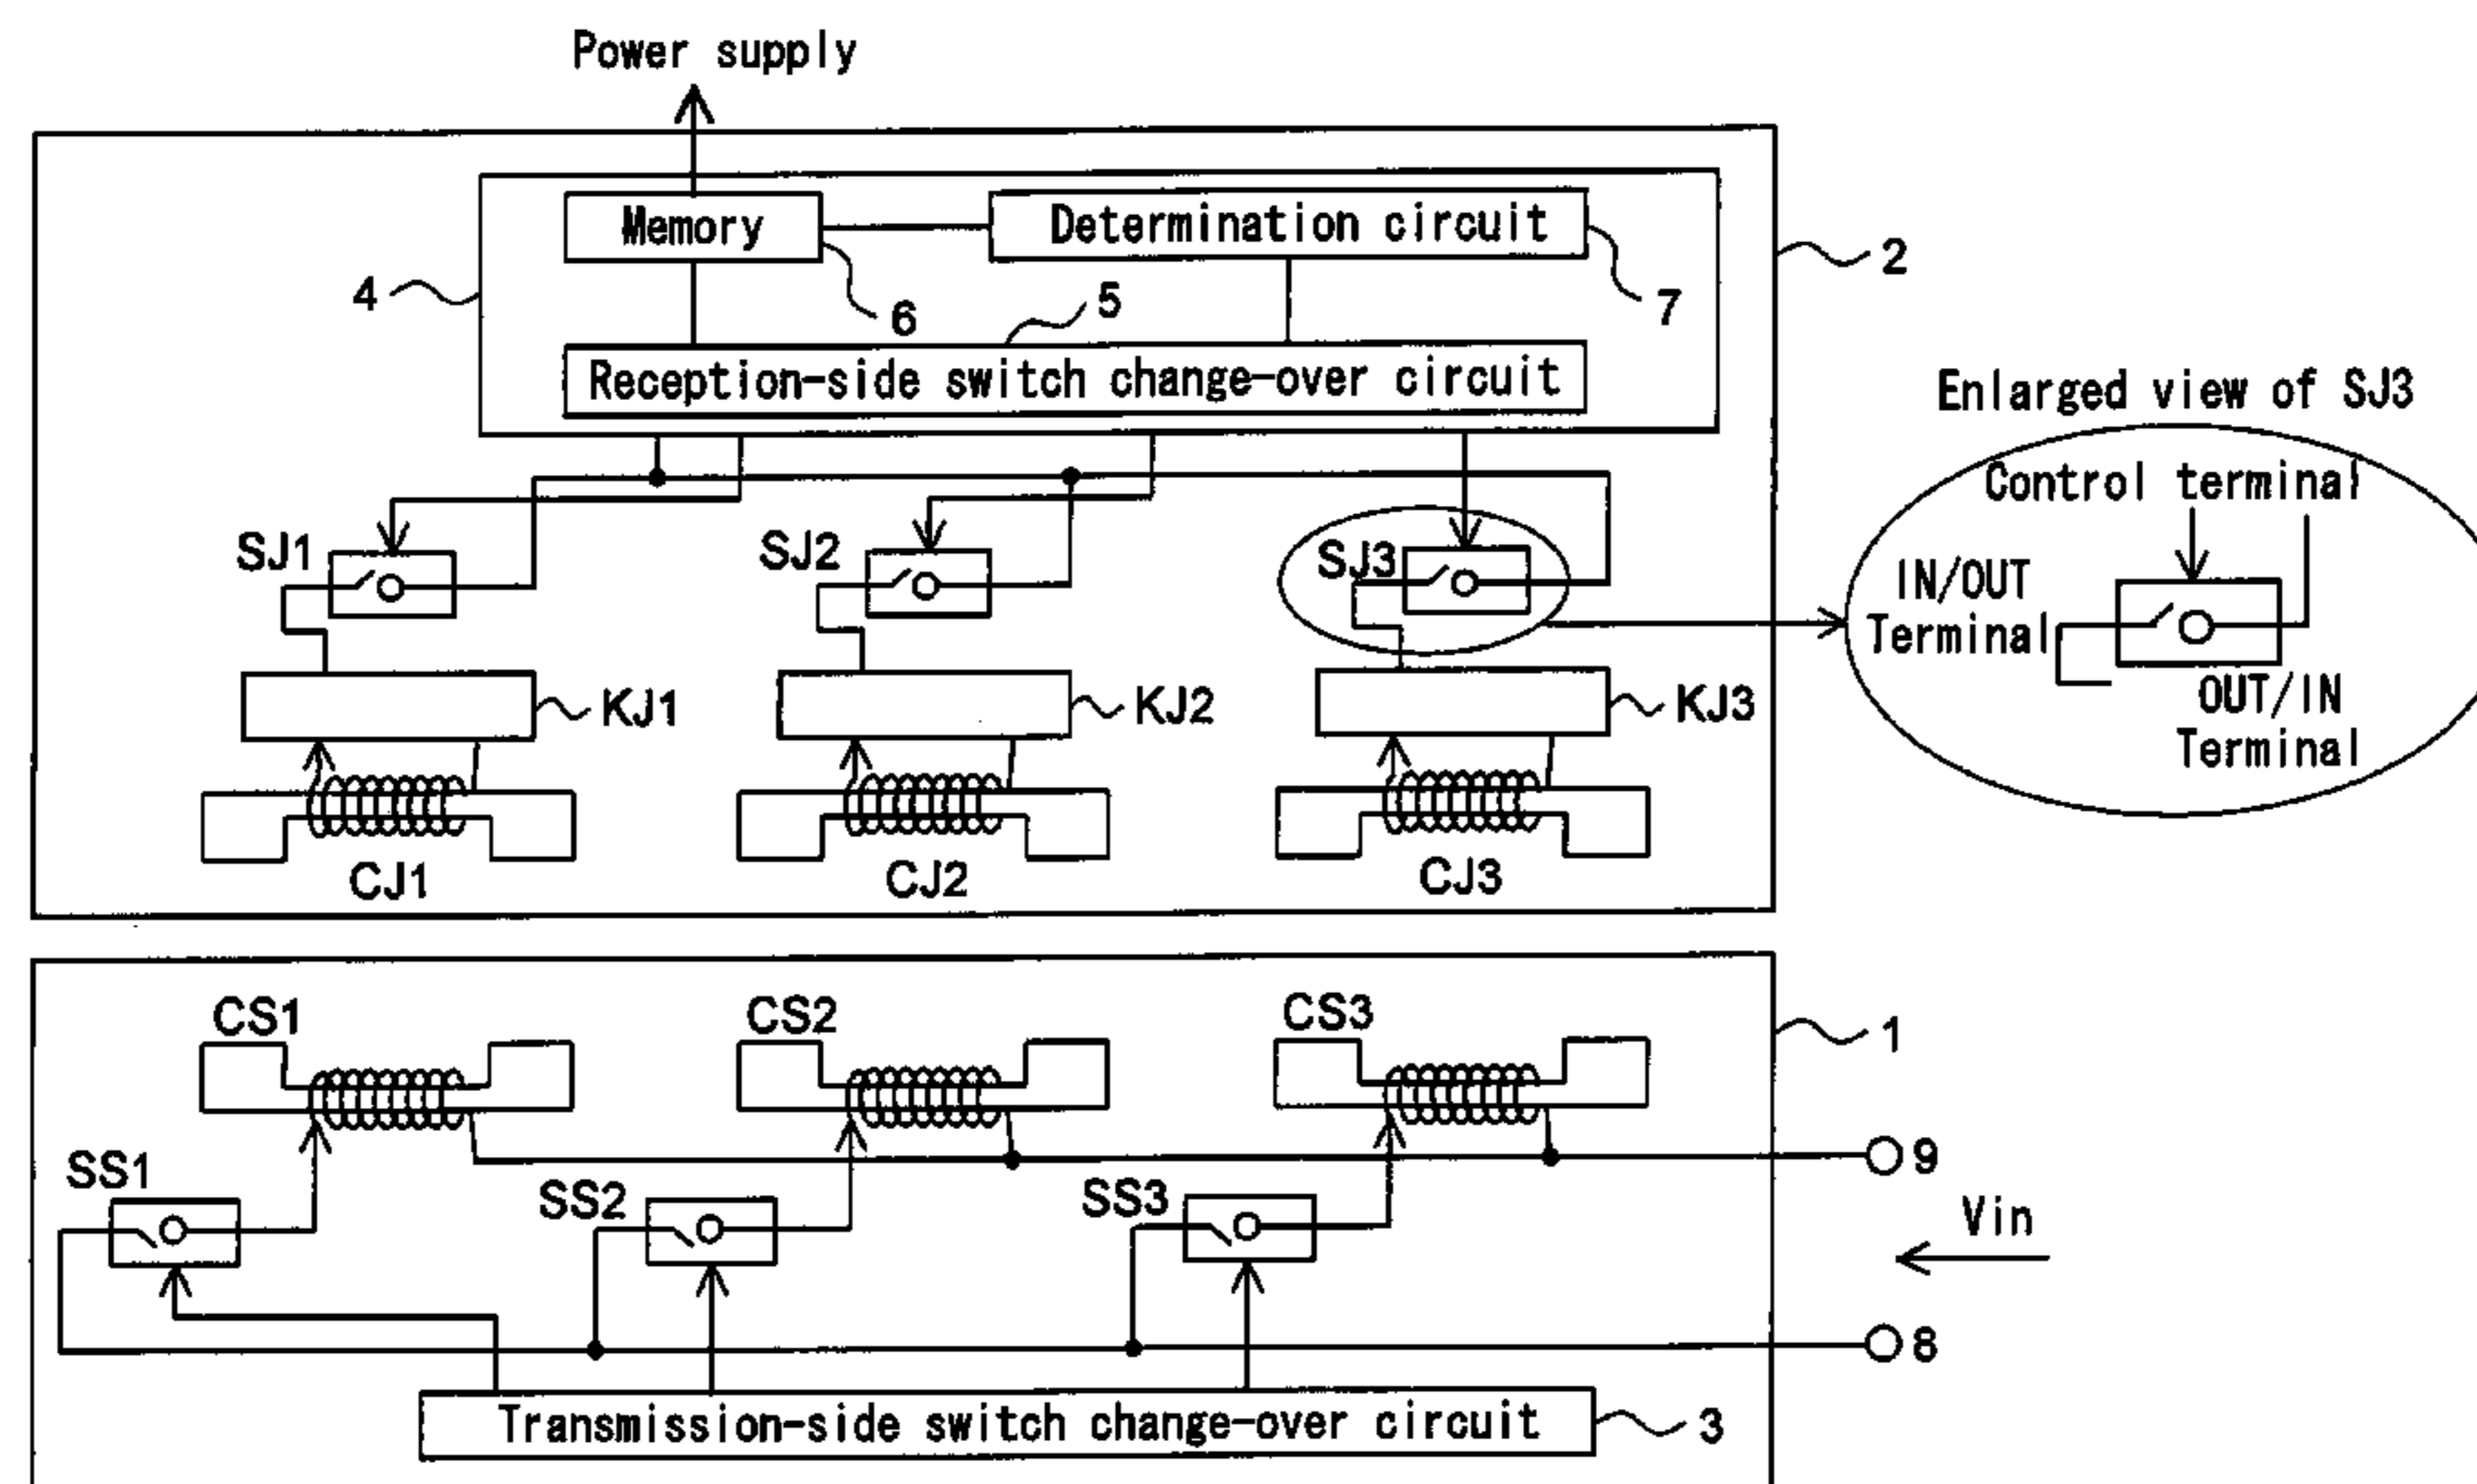 Power supply
Memory
Determination circuit
2
4
6
5
7
Reception-side switch change-over circuit
Enlarged view of SJ3
Control terminal
SJ1
SJ2
SJ3
IN/OUT
Terminal
OUT/IN
Terminal
KJ1
KJ2
KJ3
CJ1
CJ2
CJ3
CS1
CS2
CS3
1
SS1
SS2
SS3
9
Vin
8
Transmission-side switch change-over circuit
3